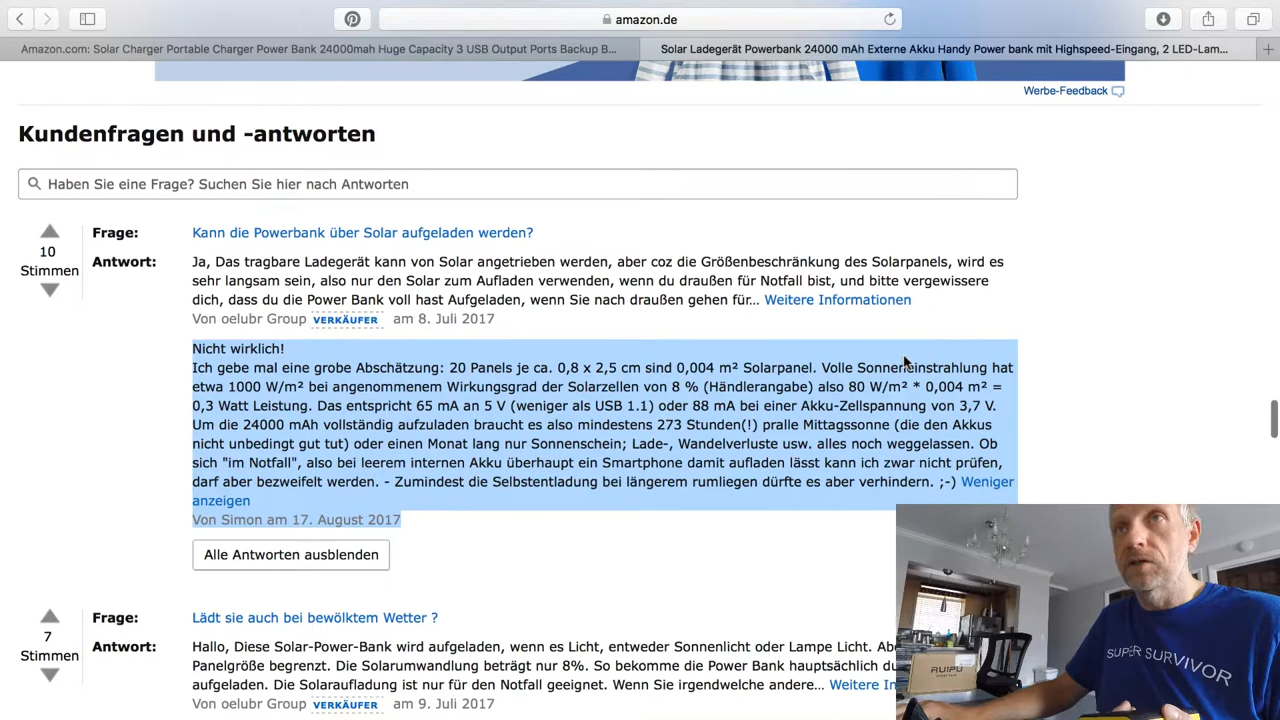 amazon.de
Amazon.com: Solar Charger Portable Charger Power Bank 24000mah Huge Capacity 3 USB Output Ports Backup B...
Solar Ladegerät Powerbank 24000 mAh Externe Akku Handy Power bank mit Highspeed-Eingang, 2 LED-Lam...
Werbe-Feedback
Kundenfragen und -antworten
Haben Sie eine Frage? Suchen Sie hier nach Antworten
10
Stimmen
Frage: Kann die Powerbank über Solar aufgeladen werden?
Antwort: Ja, Das tragbare Ladegerät kann von Solar angetrieben werden, aber coz die Größenbeschränkung des Solarpanels, wird es
sehr langsam sein, also nur den Solar zum Aufladen verwenden, wenn du draußen für Notfall bist, und bitte vergewissere
dich, dass du die Power Bank voll hast Aufgeladen, wenn Sie nach draußen gehen für... Weitere Informationen
Von oelubr Group VERKÄUFER am 8. Juli 2017
Nicht wirklich!
Ich gebe mal eine grobe Abschätzung: 20 Panels je ca. 0,8 x 2,5 cm sind 0,004 m² Solarpanel. Volle Sonneneinstrahlung hat
etwa 1000 W/m² bei angenommenem Wirkungsgrad der Solarzellen von 8 % (Händlerangabe) also 80 W/m² * 0,004 m² =
0,3 Watt Leistung. Das entspricht 65 mA an 5 V (weniger als USB 1.1) oder 88 mA bei einer Akku-Zellspannung von 3,7 V.
Um die 24000 mAh vollständig aufzuladen braucht es also mindestens 273 Stunden(!) pralle Mittagssonne (die den Akkus
nicht unbedingt gut tut) oder einen Monat lang nur Sonnenschein; Lade-, Wandelverluste usw. alles noch weggelassen. Ob
sich "im Notfall", also bei leerem internen Akku überhaupt ein Smartphone damit aufladen lässt kann ich zwar nicht prüfen,
darf aber bezweifelt werden. - Zumindest die Selbstentladung bei längerem rumliegen dürfte es aber verhindern. ;-) Weniger
anzeigen
Von Simon am 17. August 2017
Alle Antworten ausblenden
7
Stimmen
Frage: Lädt sie auch bei bewölktem Wetter ?
Antwort: Hallo, Diese Solar-Power-Bank wird aufgeladen, wenn es Licht, entweder Sonnenlicht oder Lampe Licht. Abe
Panelgröße begrenzt. Die Solarumwandlung beträgt nur 8%. So bekomme die Power Bank hauptsächlich du
aufgeladen. Die Solaraufladung ist nur für den Notfall geeignet. Wenn Sie irgendwelche andere... Weitere In
Von oelubr Group VERKÄUFER am 9. Juli 2017
RUIPU
SUPER SURVIVOR